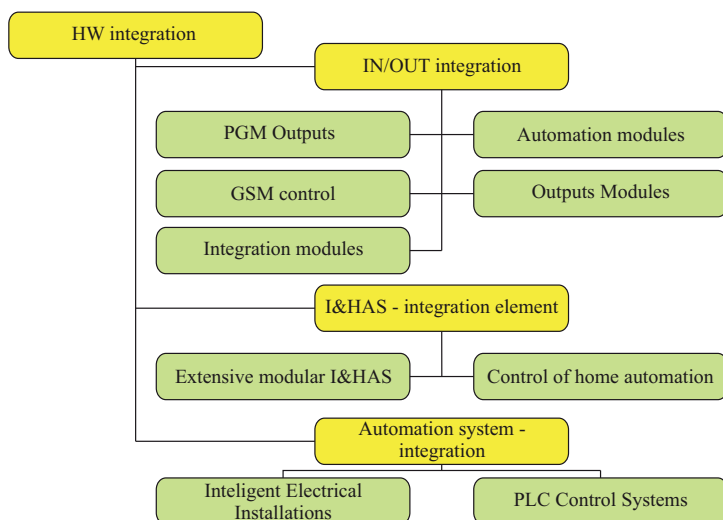 HW integration
IN/OUT integration
PGM Outputs
Automation modules
GSM control
Outputs Modules
Integration modules
I&HAS - integration element
Extensive modular I&HAS
Control of home automation
Automation system -
integration
Inteligent Electrical
Installations
PLC Control Systems